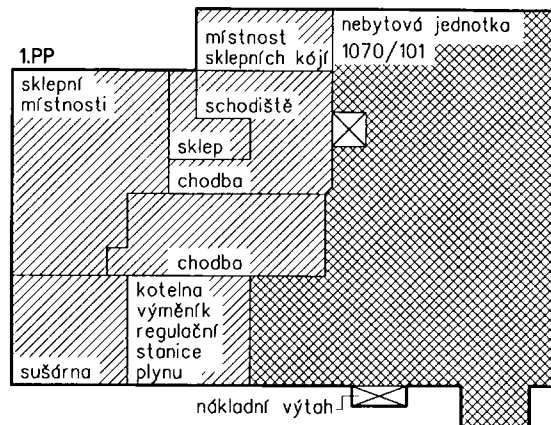 1.PP
místnost
sklepních kójí
nebytová jednotka
1070/101
sklepní
místnosti
schodiště
sklep
chodba
chodba
kotelna
výměník
regulační
stanice
plynu
sušárna
nákladní výtah